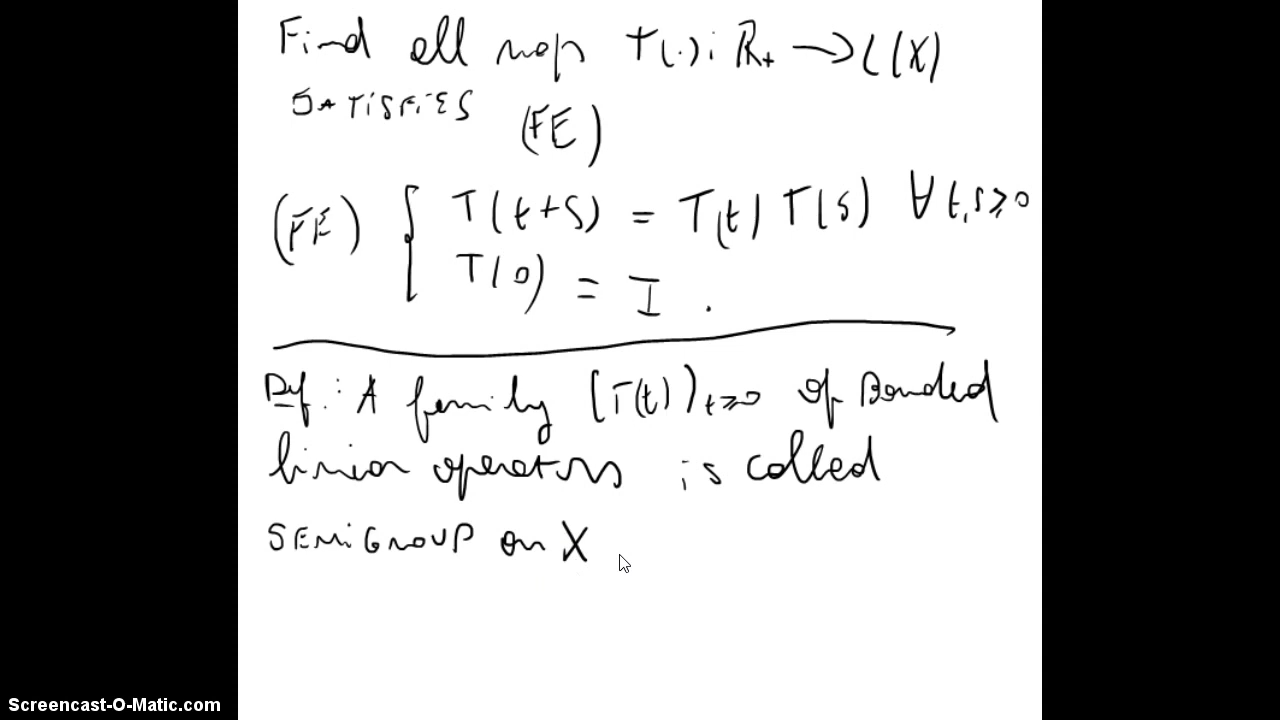 Find all maps T(.): ℝ₊ → L(X)
SATISFIES (FE)
(FE) { T(t+s) = T(t) T(s) ∀ t,s ≥ 0
T(0) = I .
Def: A family (T(t))_{t≥0} of Bounded
linear operators is called
SEMIGROUP on X
Screencast-O-Matic.com